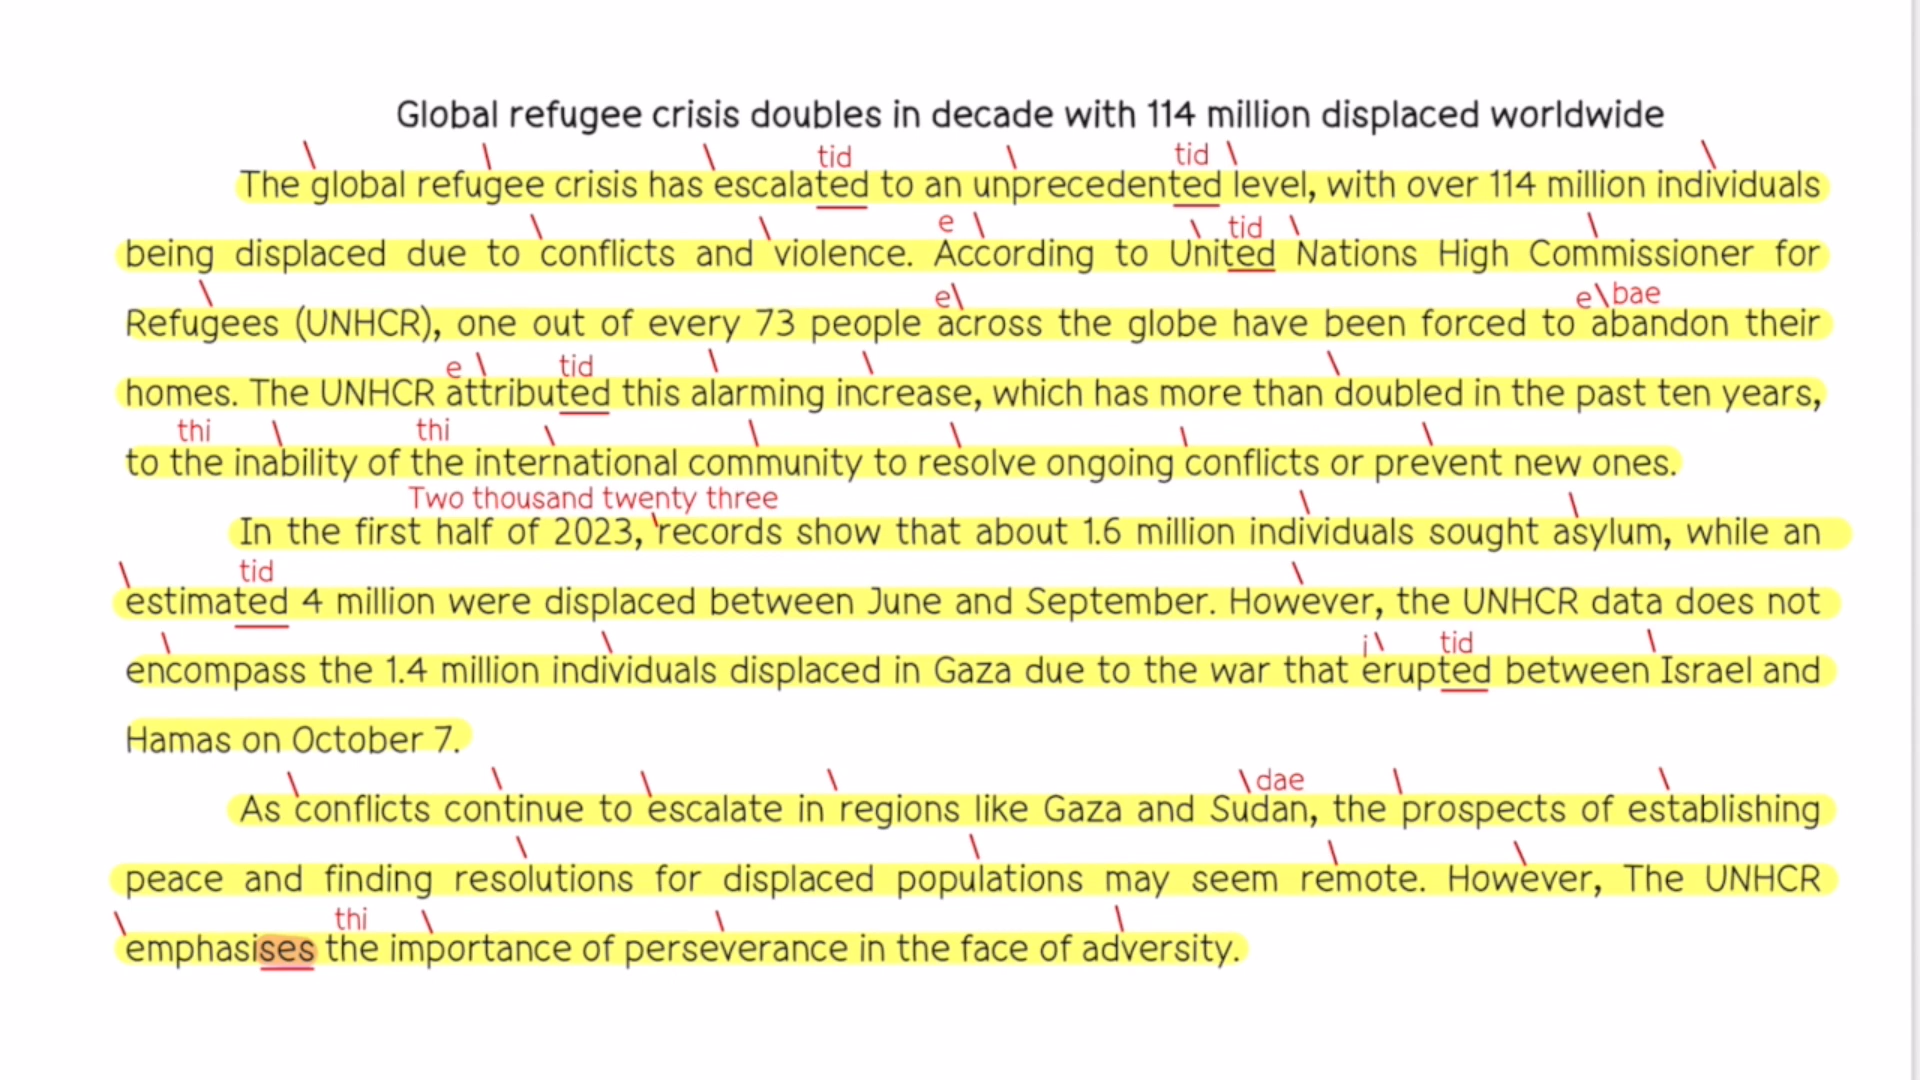 Global refugee crisis doubles in decade with 114 million displaced worldwide
tid tid
The global refugee crisis has escalated to an unprecedented level, with over 114 million individuals
e tid
being displaced due to conflicts and violence. According to United Nations High Commissioner for
e e bae
Refugees (UNHCR), one out of every 73 people across the globe have been forced to abandon their
e tid
homes. The UNHCR attributed this alarming increase, which has more than doubled in the past ten years,
thi thi
to the inability of the international community to resolve ongoing conflicts or prevent new ones.
Two thousand twenty three
In the first half of 2023, records show that about 1.6 million individuals sought asylum, while an
tid
estimated 4 million were displaced between June and September. However, the UNHCR data does not
i tid
encompass the 1.4 million individuals displaced in Gaza due to the war that erupted between Israel and
Hamas on October 7.
dae
As conflicts continue to escalate in regions like Gaza and Sudan, the prospects of establishing
peace and finding resolutions for displaced populations may seem remote. However, The UNHCR
thi
emphasises the importance of perseverance in the face of adversity.